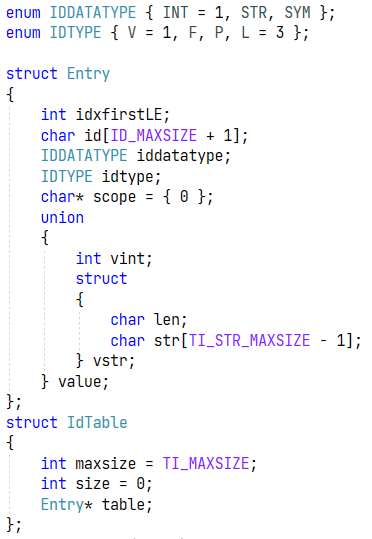 enum IDDATATYPE { INT = 1, STR, SYM };
enum IDTYPE { V = 1, F, P, L = 3 };

struct Entry
{
    int idxfirstLE;
    char id[ID_MAXSIZE + 1];
    IDDATATYPE iddatatype;
    IDTYPE idtype;
    char* scope = { 0 };
    union
    {
        int vint;
        struct
        {
            char len;
            char str[TI_STR_MAXSIZE - 1];
        } vstr;
    } value;
};
struct IdTable
{
    int maxsize = TI_MAXSIZE;
    int size = 0;
    Entry* table;
};